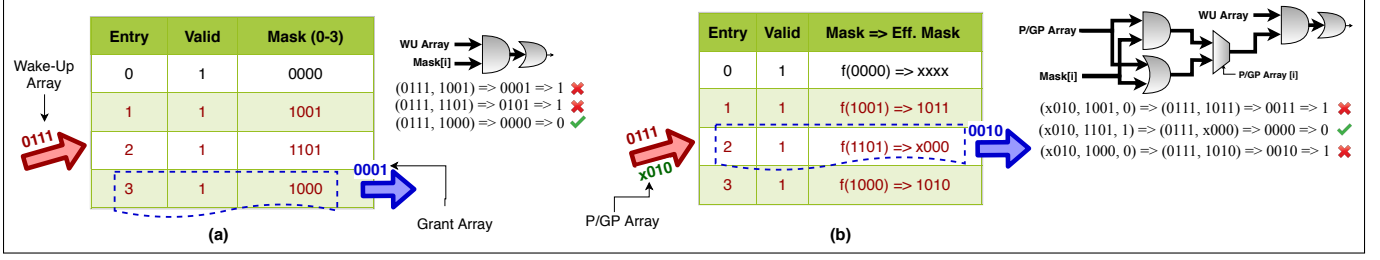 Entry Valid Mask (0-3)
0 1 0000
1 1 1001
2 1 1101
3 1 1000
Wake-Up
Array
0111
0001
Grant Array
(a)
WU Array
Mask[i]
(0111, 1001) => 0001 => 1
(0111, 1101) => 0101 => 1
(0111, 1000) => 0000 => 0
Entry Valid Mask => Eff. Mask
0 1 f(0000) => xxxx
1 1 f(1001) => 1011
2 1 f(1101) => x000
3 1 f(1000) => 1010
0111
x010
P/GP Array
0010
(b)
WU Array
P/GP Array
Mask[i]
P/GP Array [i]
(x010, 1001, 0) => (0111, 1011) => 0011 => 1
(x010, 1101, 1) => (0111, x000) => 0000 => 0
(x010, 1000, 0) => (0111, 1010) => 0010 => 1